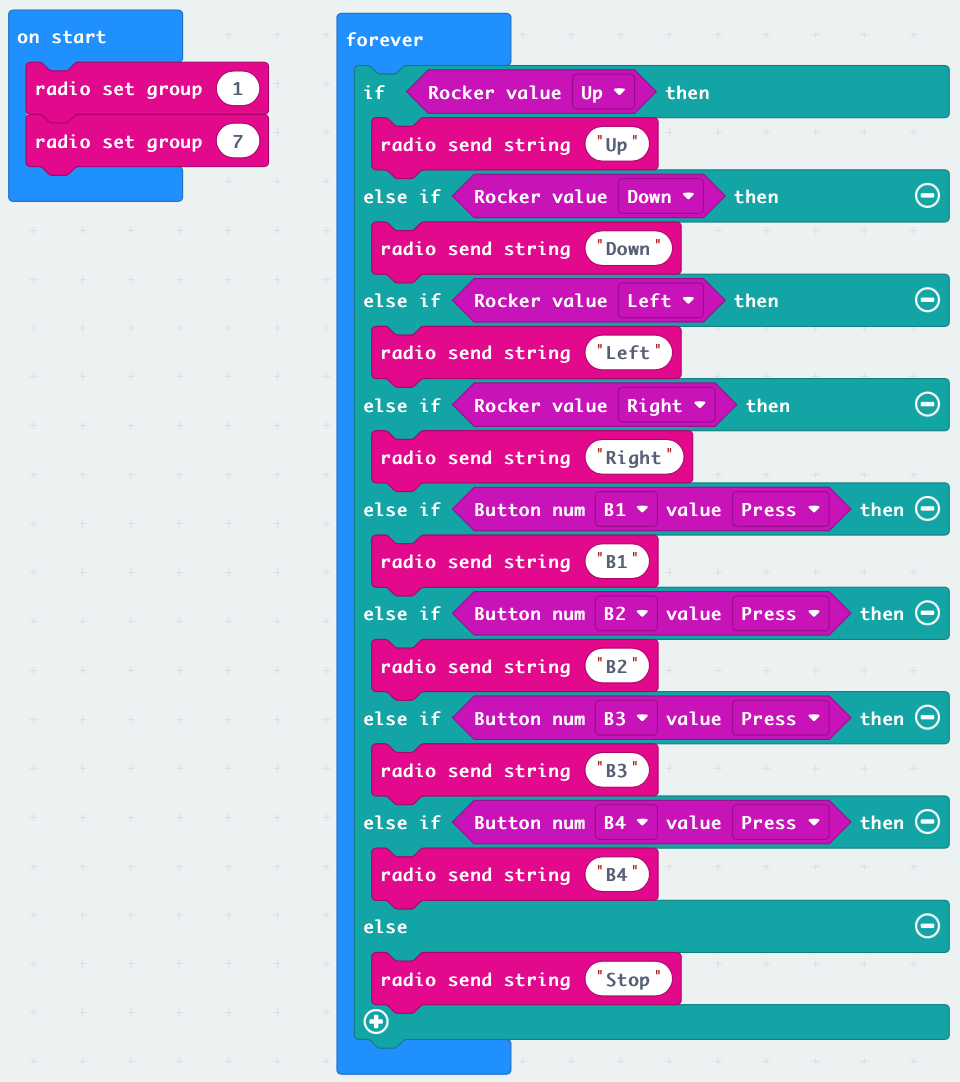 on start
radio set group 1
radio set group 7
forever
if Rocker value Up then
radio send string "Up"
else if Rocker value Down then
radio send string "Down"
else if Rocker value Left then
radio send string "Left"
else if Rocker value Right then
radio send string "Right"
else if Button num B1 value Press then
radio send string "B1"
else if Button num B2 value Press then
radio send string "B2"
else if Button num B3 value Press then
radio send string "B3"
else if Button num B4 value Press then
radio send string "B4"
else
radio send string "Stop"